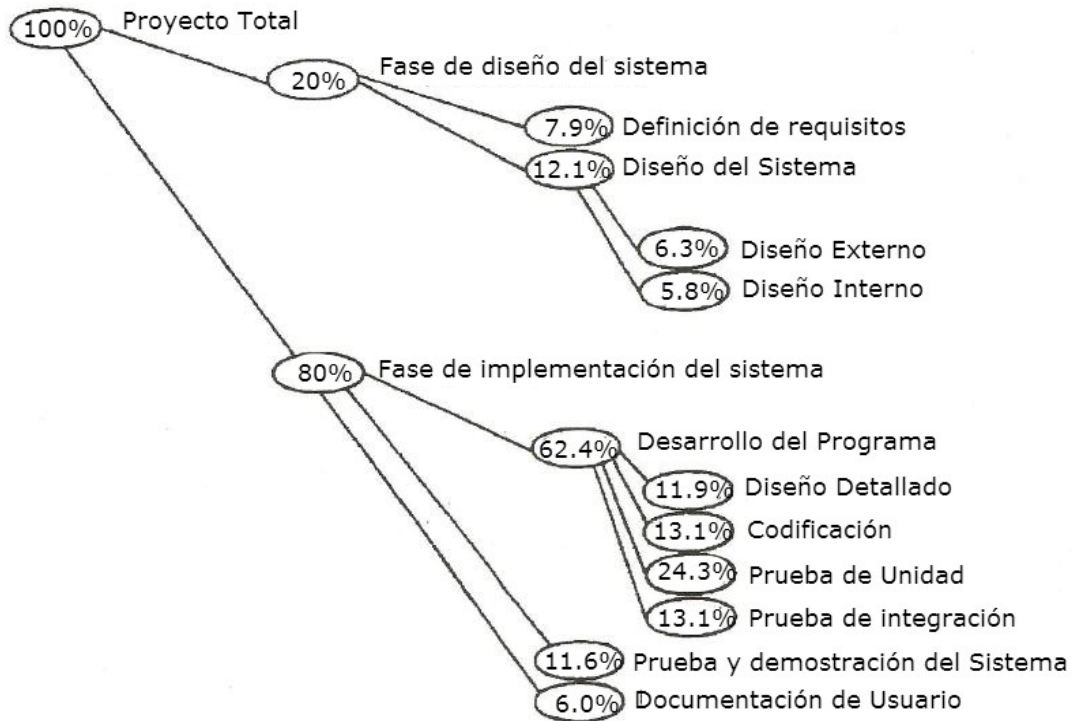 100% Proyecto Total
20% Fase de diseño del sistema
7.9% Definición de requisitos
12.1% Diseño del Sistema
6.3% Diseño Externo
5.8% Diseño Interno
80% Fase de implementación del sistema
62.4% Desarrollo del Programa
11.9% Diseño Detallado
13.1% Codificación
24.3% Prueba de Unidad
13.1% Prueba de integración
11.6% Prueba y demostración del Sistema
6.0% Documentación de Usuario